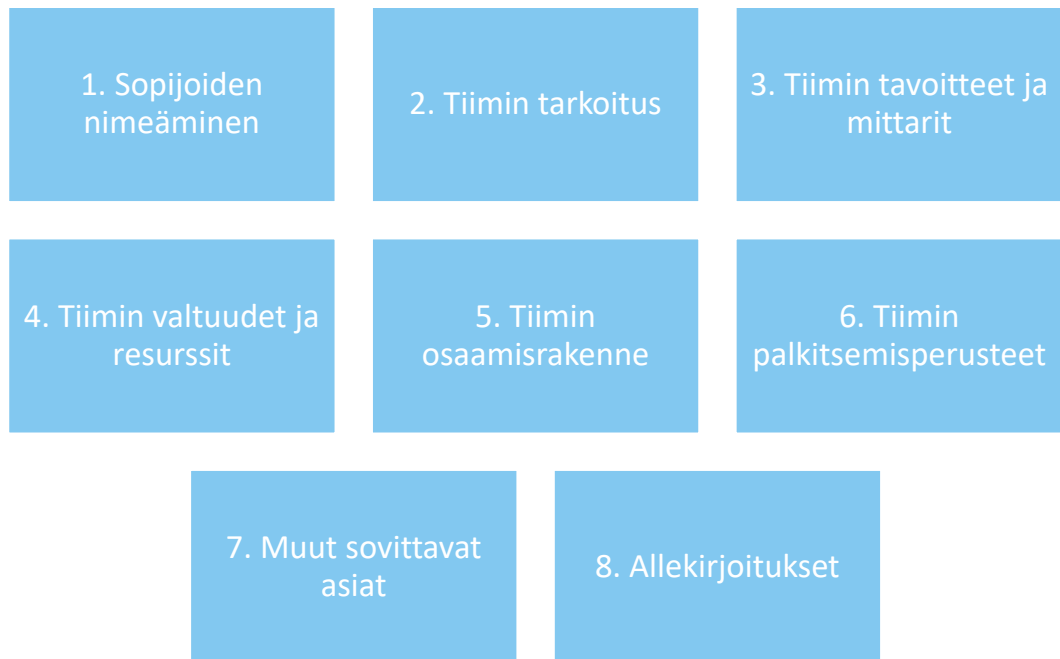 1. Sopijoiden
nimeäminen
2. Tiimin tarkoitus
3. Tiimin tavoitteet ja
mittarit
4. Tiimin valtuudet ja
resurssit
5. Tiimin
osaamisrakenne
6. Tiimin
palkitsemisperusteet
7. Muut sovittavat
asiat
8. Allekirjoitukset